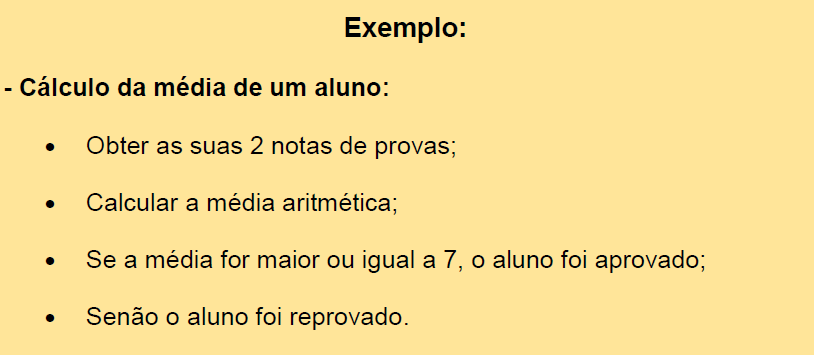 Exemplo:
- Cálculo da média de um aluno:
• Obter as suas 2 notas de provas;
• Calcular a média aritmética;
• Se a média for maior ou igual a 7, o aluno foi aprovado;
• Senão o aluno foi reprovado.